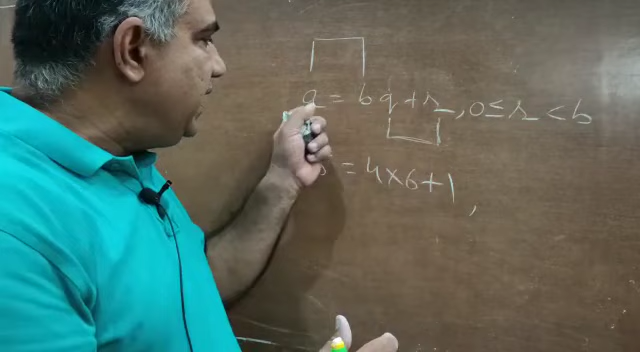 a = bq + r, 0 ≤ r < b
= 4 × 6 + 1,